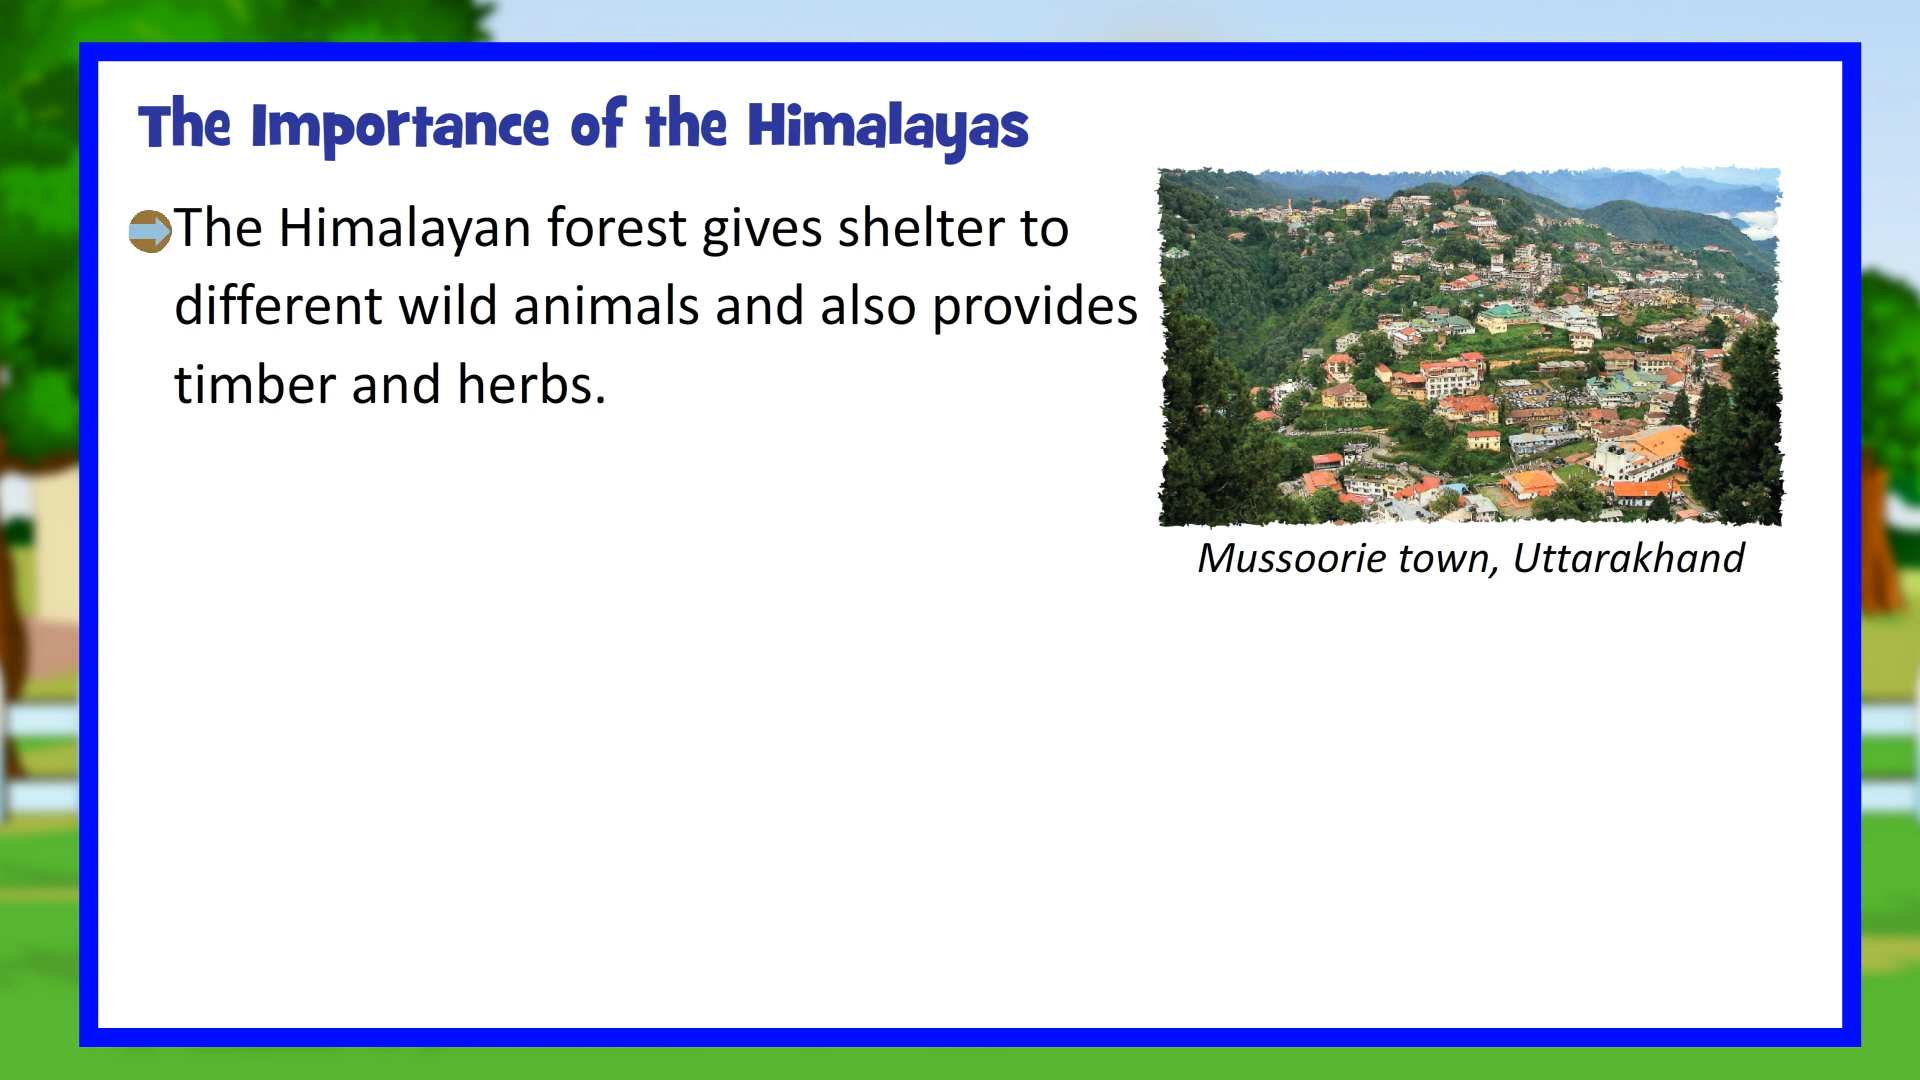 The Importance of the Himalayas
The Himalayan forest gives shelter to
different wild animals and also provides
timber and herbs.
Mussoorie town, Uttarakhand